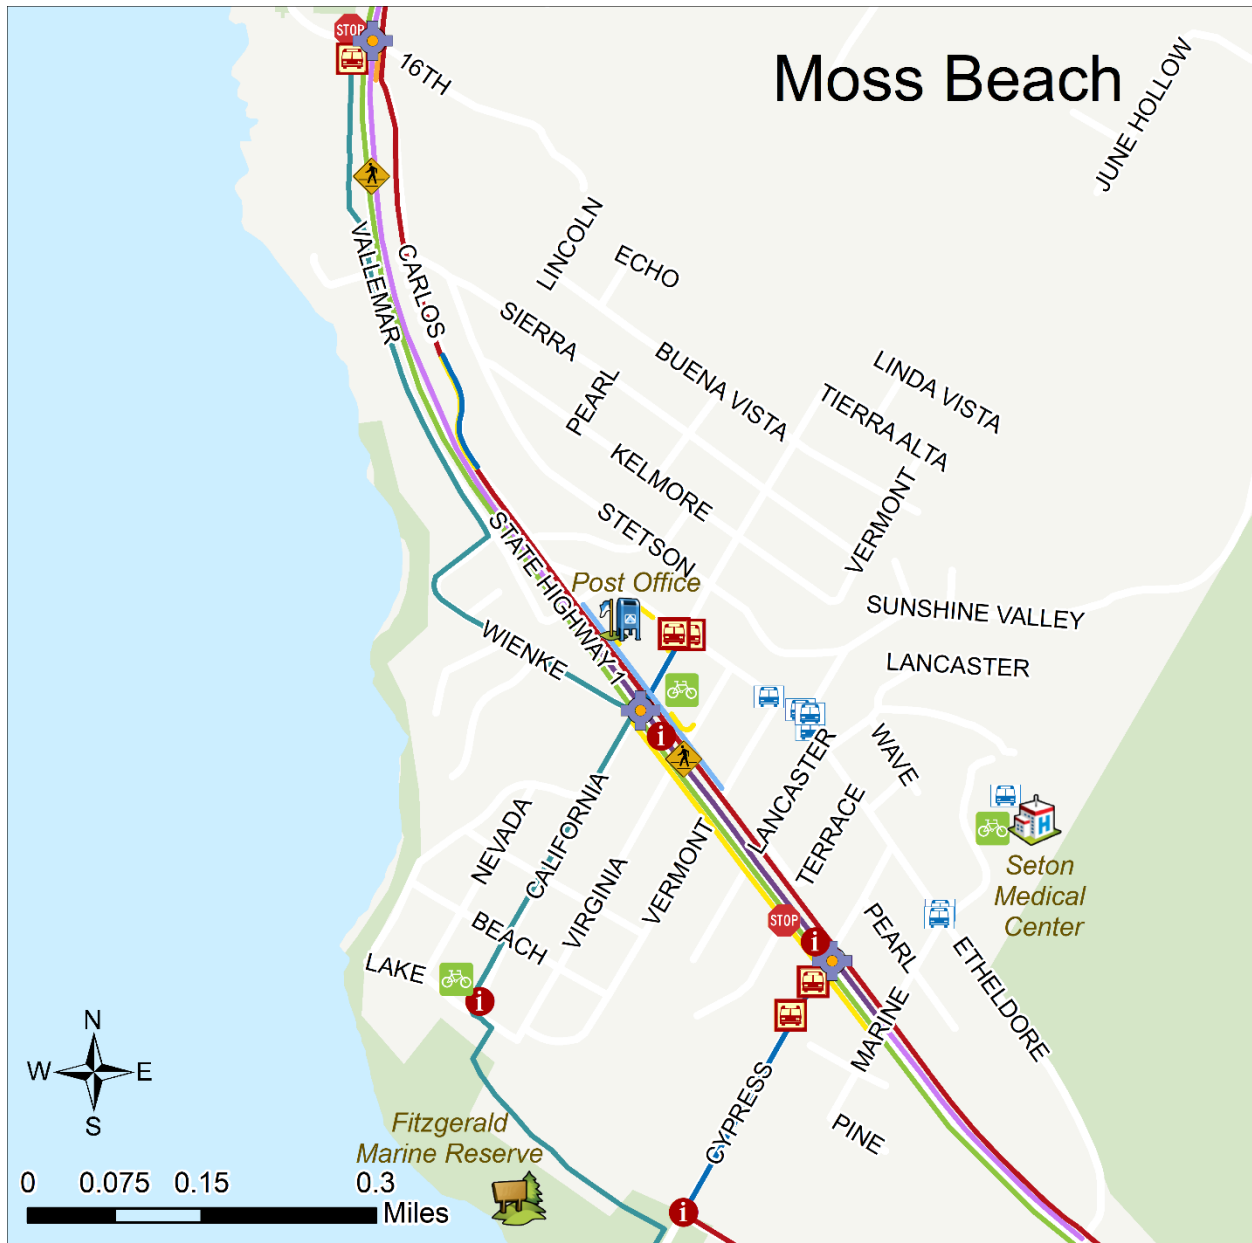 STOP
16TH
Moss Beach
JUNE HOLLOW
VALLEMAR
CARLOS
LINCOLN
ECHO
SIERRA
PEARL
BUENA VISTA
LINDA VISTA
TIERRA ALTA
KELMORE
VERMONT
STETSON
STATE HIGHWAY 1
Post Office
SUNSHINE VALLEY
WIENKE
LANCASTER
i
WAVE
LANCASTER
TERRACE
NEVADA
CALIFORNIA
VIRGINIA
VERMONT
H
Seton
Medical
Center
BEACH
STOP
PEARL
i
ETHELDORE
LAKE
i
MARINE
N
W E
S
CYPRESS
PINE
Fitzgerald
Marine Reserve
0 0.075 0.15 0.3
Miles
i